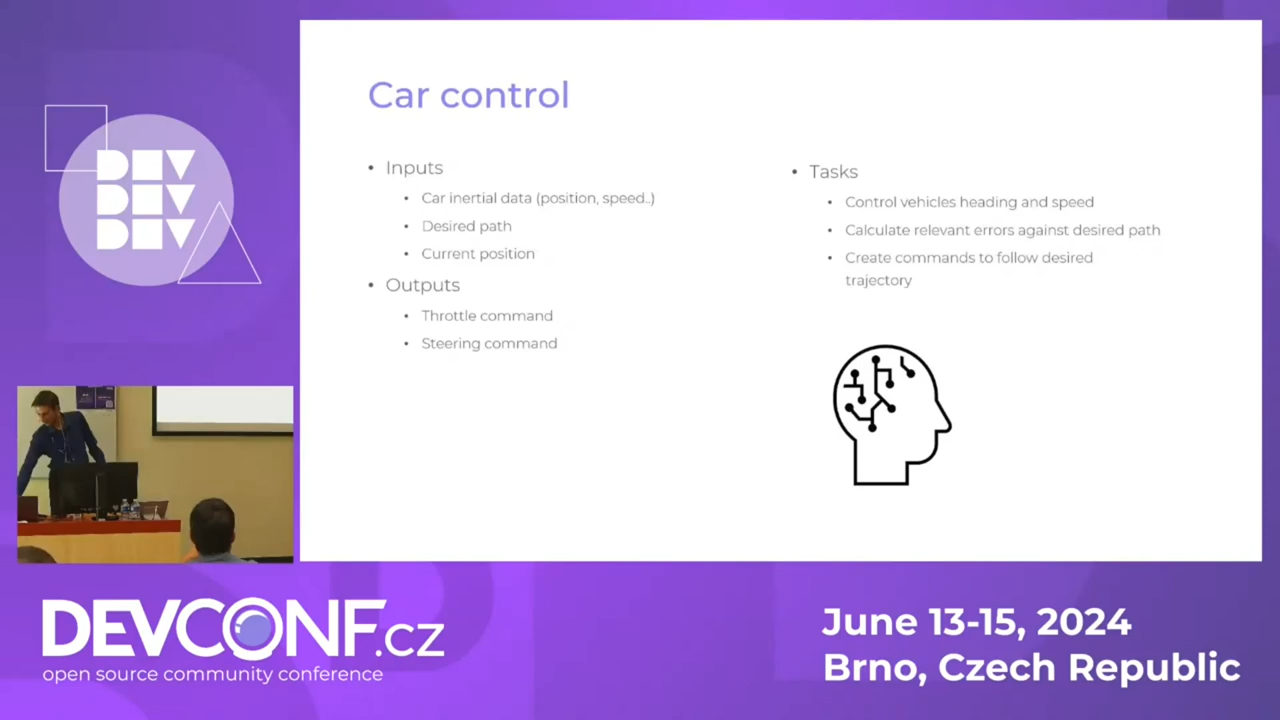 Car control
• Inputs
• Car inertial data (position, speed..)
• Desired path
• Current position
• Outputs
• Throttle command
• Steering command
• Tasks
• Control vehicles heading and speed
• Calculate relevant errors against desired path
• Create commands to follow desired
trajectory
DEV
DEV
DEV
DEVCONF.cz
open source community conference
June 13-15, 2024
Brno, Czech Republic